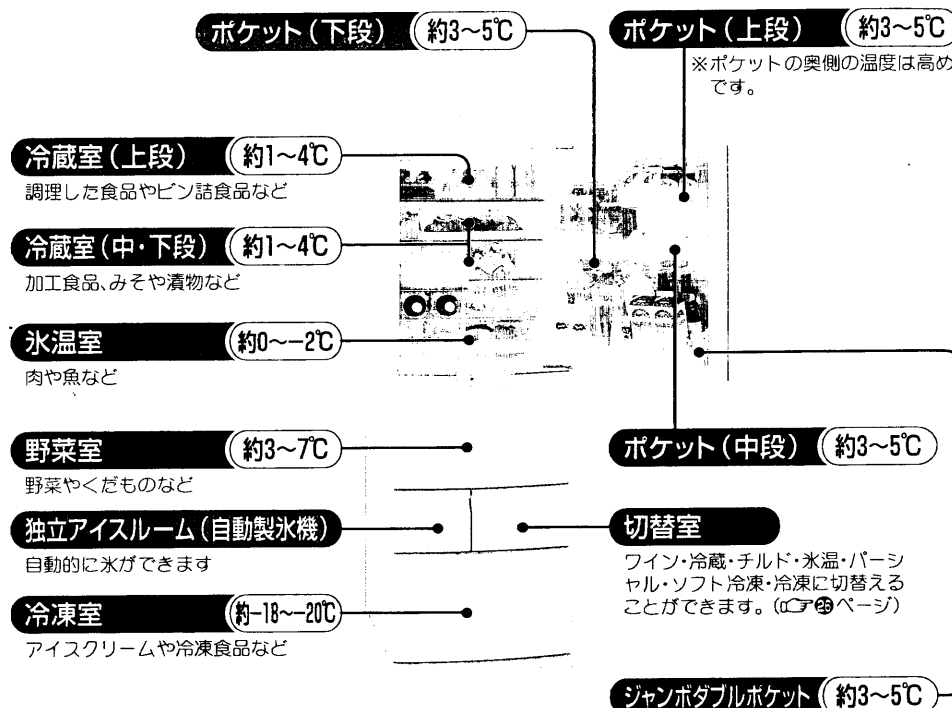 ポケット(下段) 約3〜5℃
ポケット(上段) 約3〜5℃
※ポケットの奥側の温度は高め
です。
冷蔵室(上段) 約1〜4℃
調理した食品やビン詰食品など
冷蔵室(中・下段) 約1〜4℃
加工食品、みそや漬物など
氷温室 約0〜−2℃
肉や魚など
野菜室 約3〜7℃
野菜やくだものなど
独立アイスルーム(自動製氷機)
自動的に氷ができます
冷凍室 約−18〜−20℃
アイスクリームや冷凍食品など
ポケット(中段) 約3〜5℃
切替室
ワイン・冷蔵・チルド・氷温・パーシ
ャル・ソフト冷凍・冷凍に切替える
ことができます。(☞ページ)
ジャンボダブルポケット 約3〜5℃